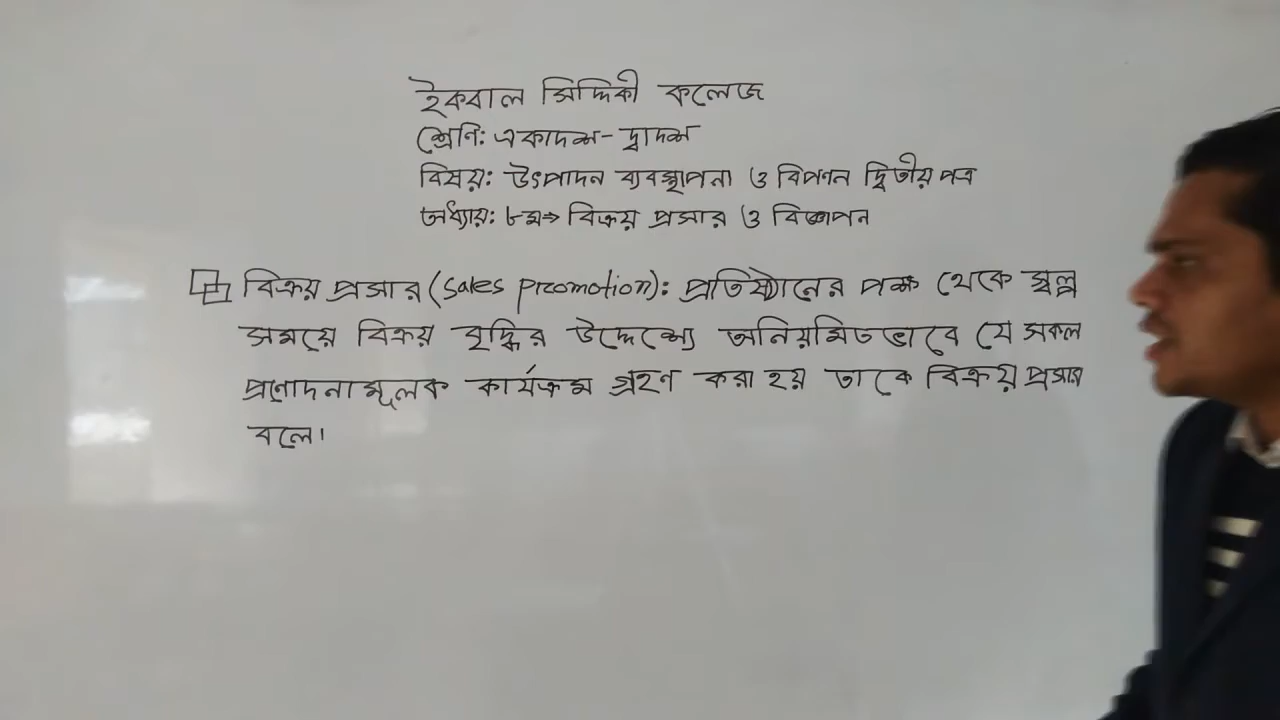 ইকবাল সিদ্দিকী কলেজ
শ্রেণি: একাদশ-দ্বাদশ
বিষয়: উৎপাদন ব্যবস্থাপনা ও বিপণন দ্বিতীয় পত্র
অধ্যায়: ৮ম⇒ বিক্রয় প্রসার ও বিজ্ঞাপন
বিক্রয় প্রসার (Sales promotion): প্রতিষ্ঠানের পক্ষ থেকে স্বল্প
সময়ে বিক্রয় বৃদ্ধির উদ্দেশ্যে অনিয়মিতভাবে যে সকল
প্রণোদনামূলক কার্যক্রম গ্রহণ করা হয় তাকে বিক্রয় প্রসার
বলে।